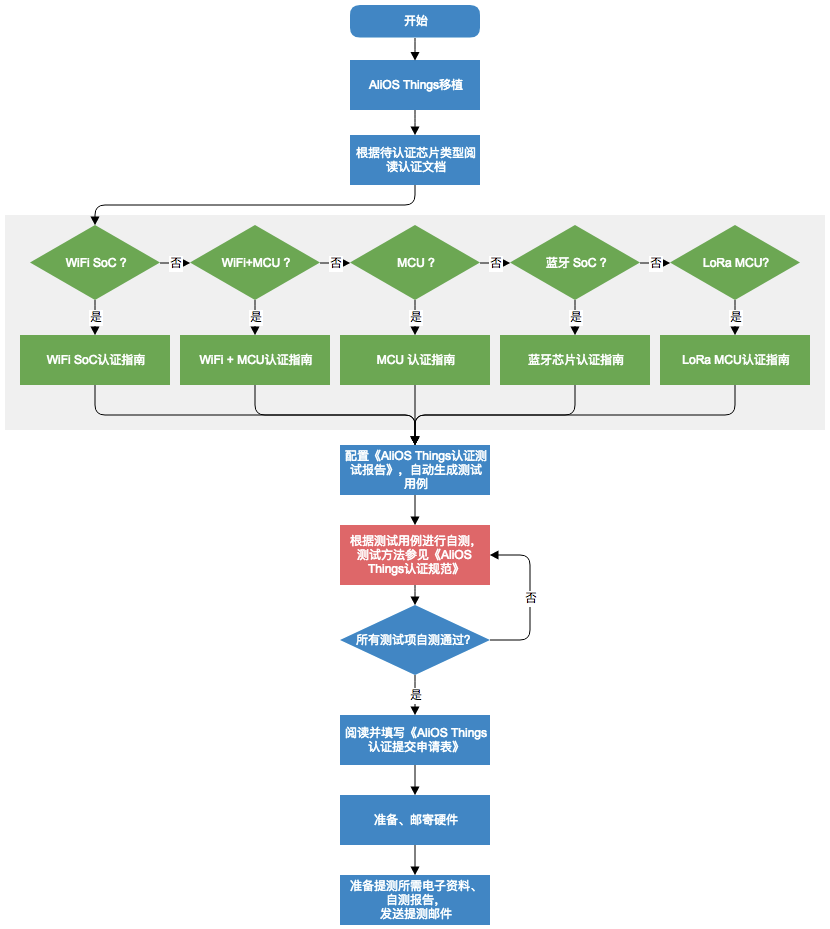 开始
AliOS Things移植
根据待认证芯片类型阅
读认证文档
WiFi SoC ?
否
WiFi+MCU ?
否
MCU ?
否
蓝牙 SoC ?
否
LoRa MCU?
是
是
是
是
是
WiFi SoC认证指南
WiFi + MCU认证指南
MCU 认证指南
蓝牙芯片认证指南
LoRa MCU认证指南
配置《AliOS Things认证测
试报告》，自动生成测试
用例
根据测试用例进行自测，
测试方法参见《AliOS
Things认证规范》
否
所有测试项自测通过?
是
阅读并填写《AliOS Things
认证提交申请表》
准备、邮寄硬件
准备提测所需电子资料、
自测报告，
发送提测邮件